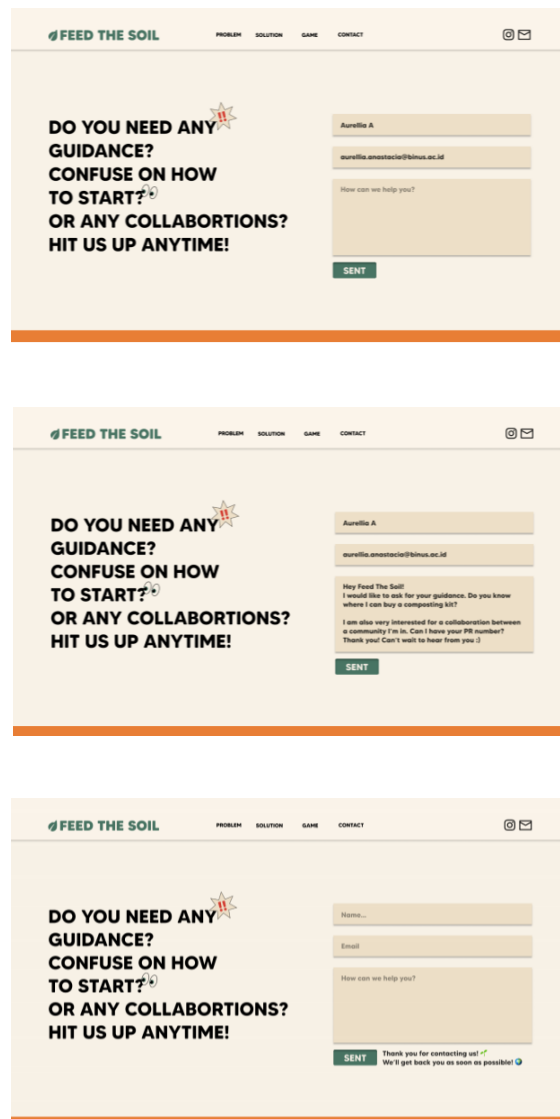 FEED THE SOIL PROBLEM SOLUTION GAME CONTACT
DO YOU NEED ANY!!
GUIDANCE?
CONFUSE ON HOW
TO START?
OR ANY COLLABORTIONS?
HIT US UP ANYTIME!
Aurellia A
aurellia.anastacia@binus.ac.id
How can we help you?
SENT
FEED THE SOIL PROBLEM SOLUTION GAME CONTACT
DO YOU NEED ANY!!
GUIDANCE?
CONFUSE ON HOW
TO START?
OR ANY COLLABORTIONS?
HIT US UP ANYTIME!
Aurellia A
aurellia.anastacia@binus.ac.id
Hey Feed The Soil!
I would like to ask for your guidance. Do you know
where I can buy a composting kit?
I am also very interested for a collaboration between
a community I'm in. Can I have your PR number?
Thank you! Can't wait to hear from you :)
SENT
FEED THE SOIL PROBLEM SOLUTION GAME CONTACT
DO YOU NEED ANY!!
GUIDANCE?
CONFUSE ON HOW
TO START?
OR ANY COLLABORTIONS?
HIT US UP ANYTIME!
Name...
Email
How can we help you?
SENT
Thank you for contacting us! 🌱
We'll get back you as soon as possible! 🌍